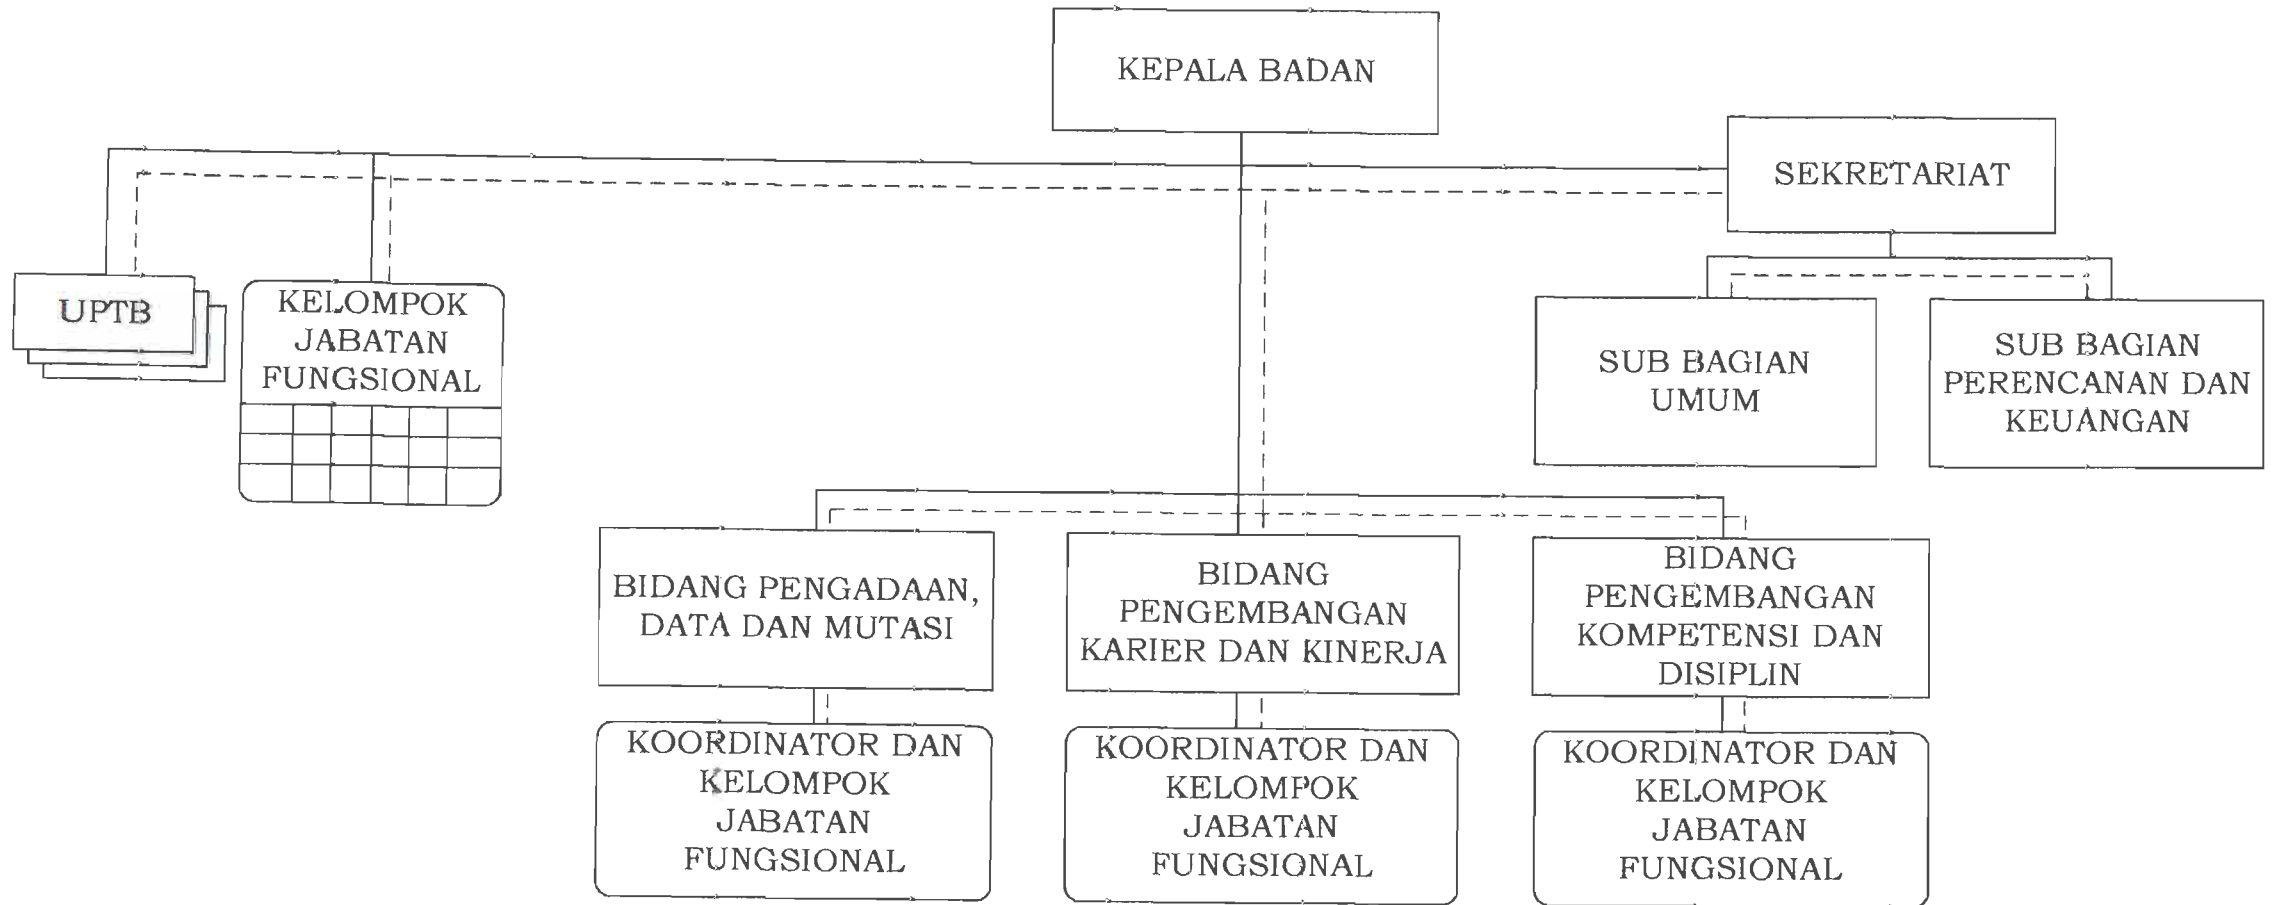 KEPALA BADAN
SEKRETARIAT
UPTB
KELOMPOK
JABATAN
FUNGSIONAL
SUB BAGIAN
UMUM
SUB BAGIAN
PERENCANAN DAN
KEUANGAN
BIDANG PENGADAAN,
DATA DAN MUTASI
BIDANG
PENGEMBANGAN
KARIER DAN KINERJA
BIDANG
PENGEMBANGAN
KOMPETENSI DAN
DISIPLIN
KOORDINATOR DAN
KELOMPOK
JABATAN
FUNGSIONAL
KOORDINATOR DAN
KELOMPOK
JABATAN
FUNGSIONAL
KOORDINATOR DAN
KELOMPOK
JABATAN
FUNGSIONAL